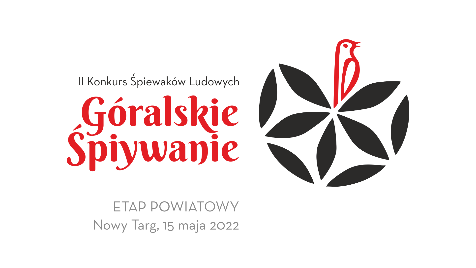 II Konkurs Śpiewaków Ludowych
Góralskie
Śpiywanie
ETAP POWIATOWY
Nowy Targ, 15 maja 2022